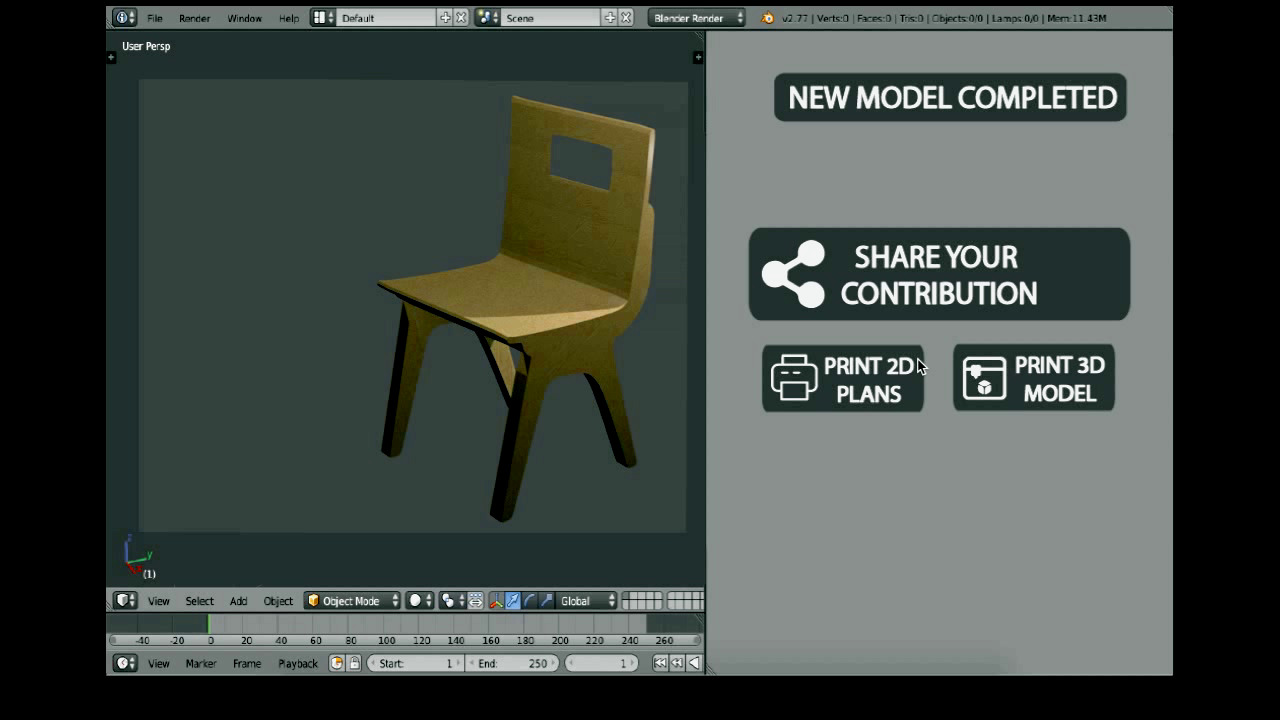 File Render Window Help Default Scene Blender Render v2.77 | Verts:0 | Faces:0 | Tris:0 | Objects:0/0 | Lamps:0/0 | Mem:11.43M
User Persp
NEW MODEL COMPLETED
SHARE YOUR
CONTRIBUTION
PRINT 2D
PLANS
PRINT 3D
MODEL
z
y
x
(1)
View Select Add Object Object Mode Global
-40 -20 0 20 40 60 80 100 120 140 160 180 200 220 240 260
View Marker Frame Playback Start: 1 End: 250 1